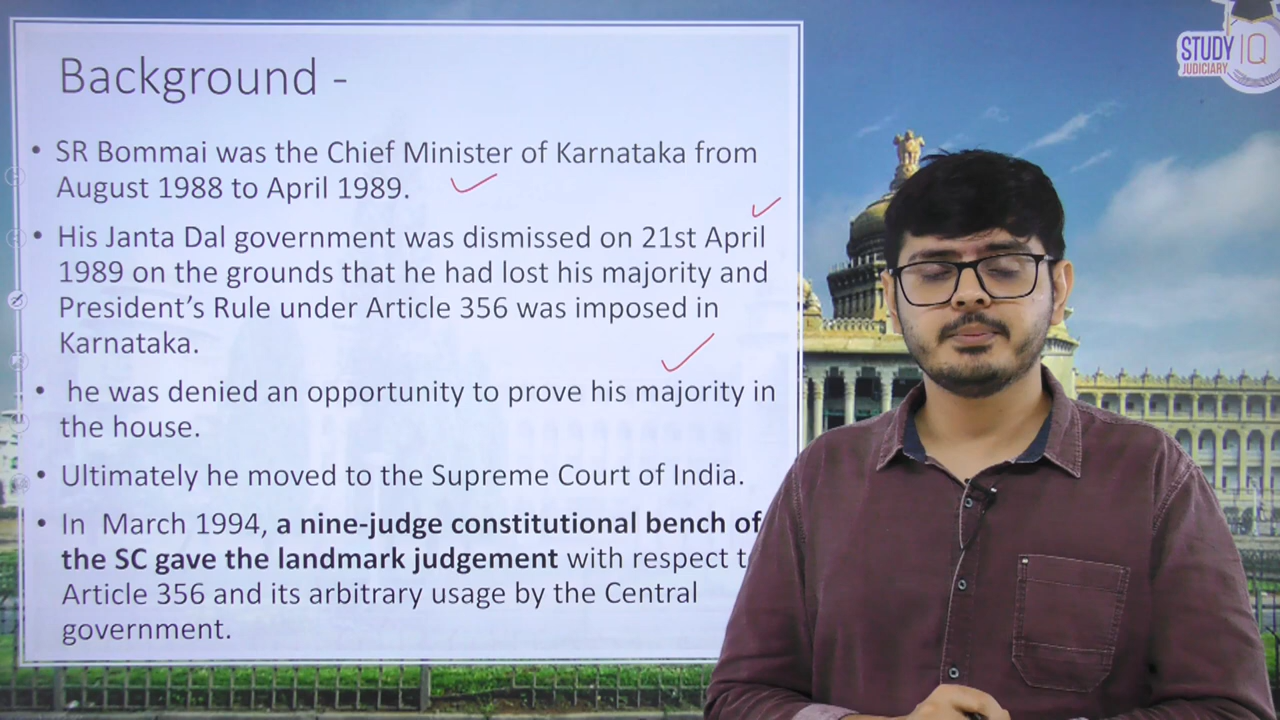 STUDY IQ
JUDICIARY
Background -
• SR Bommai was the Chief Minister of Karnataka from
August 1988 to April 1989.
• His Janta Dal government was dismissed on 21st April
1989 on the grounds that he had lost his majority and
President’s Rule under Article 356 was imposed in
Karnataka.
• he was denied an opportunity to prove his majority in
the house.
• Ultimately he moved to the Supreme Court of India.
• In March 1994, a nine-judge constitutional bench of
the SC gave the landmark judgement with respect t
Article 356 and its arbitrary usage by the Central
government.